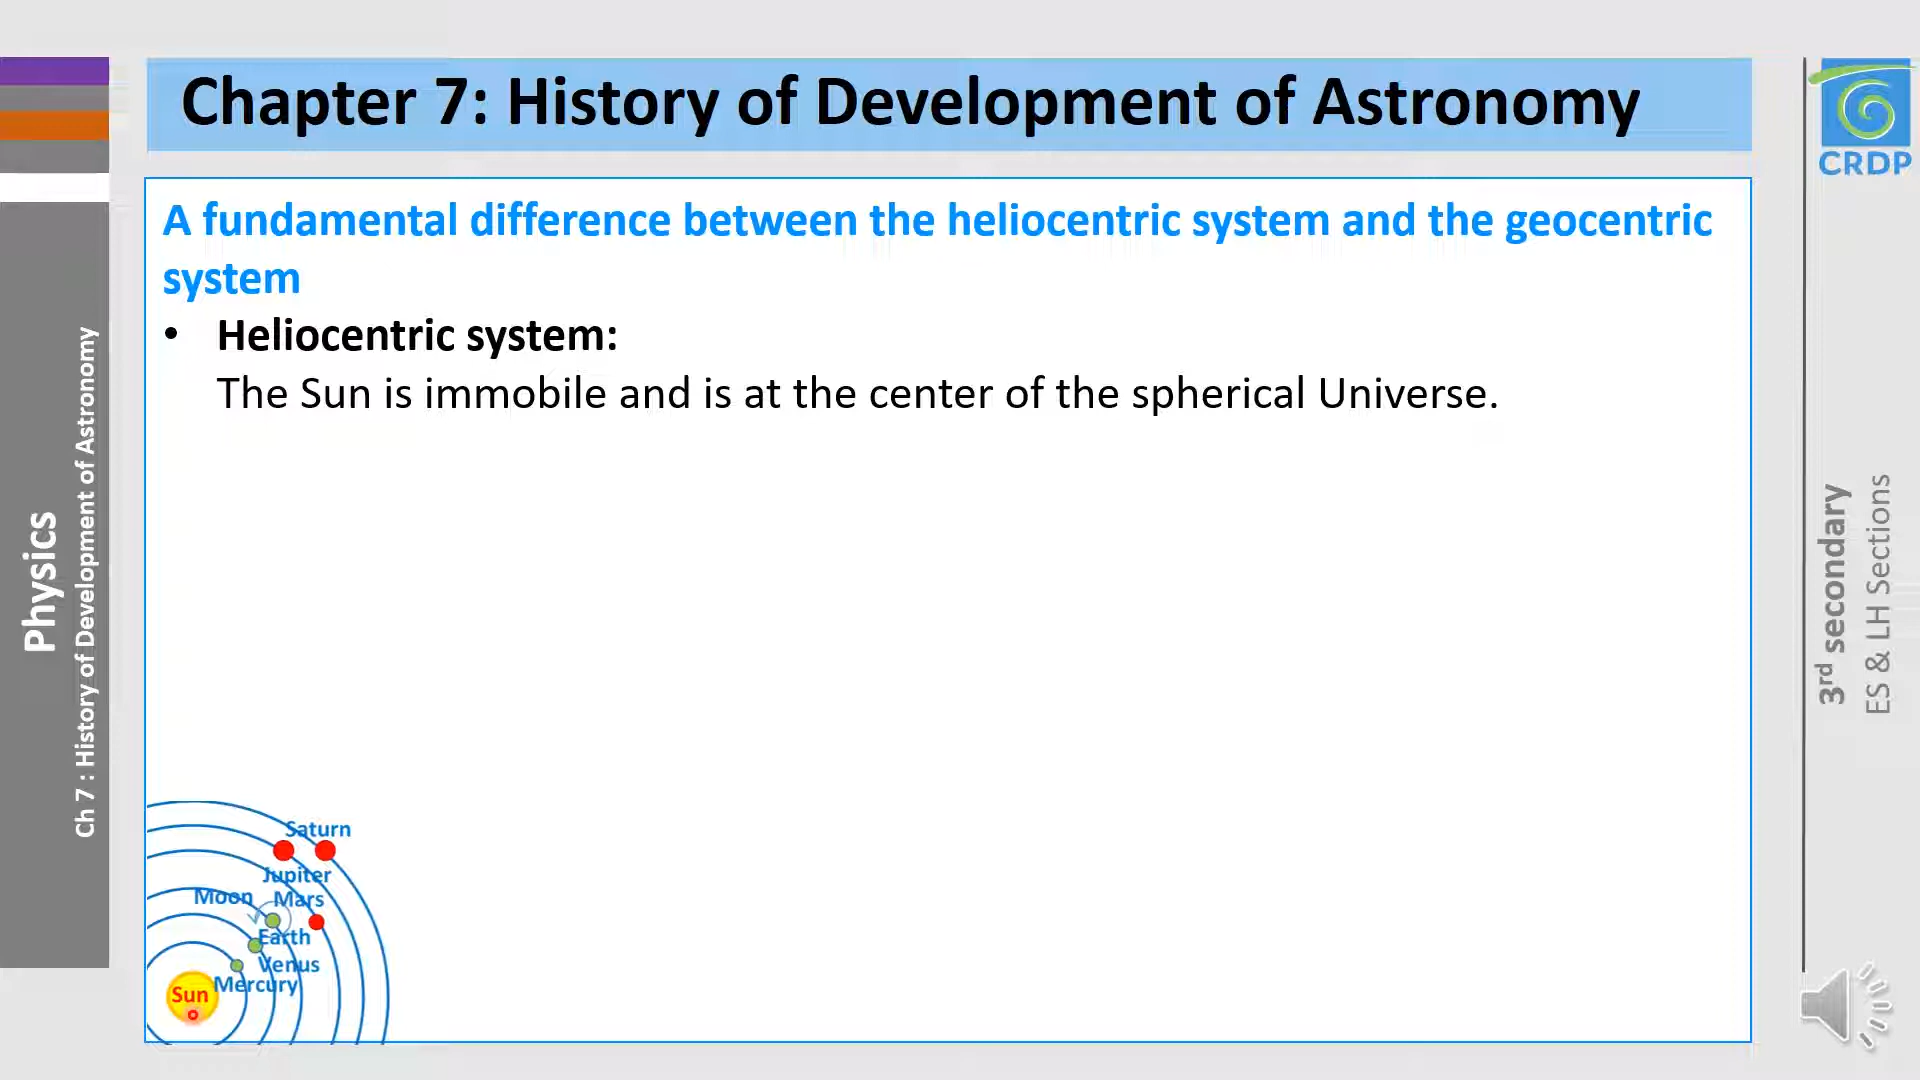 Chapter 7: History of Development of Astronomy
CRDP
A fundamental difference between the heliocentric system and the geocentric
system
• Heliocentric system:
The Sun is immobile and is at the center of the spherical Universe.
Physics
Ch 7 : History of Development of Astronomy
3rd secondary
ES & LH Sections
Saturn
Jupiter
Moon Mars
Earth
Venus
Mercury
Sun